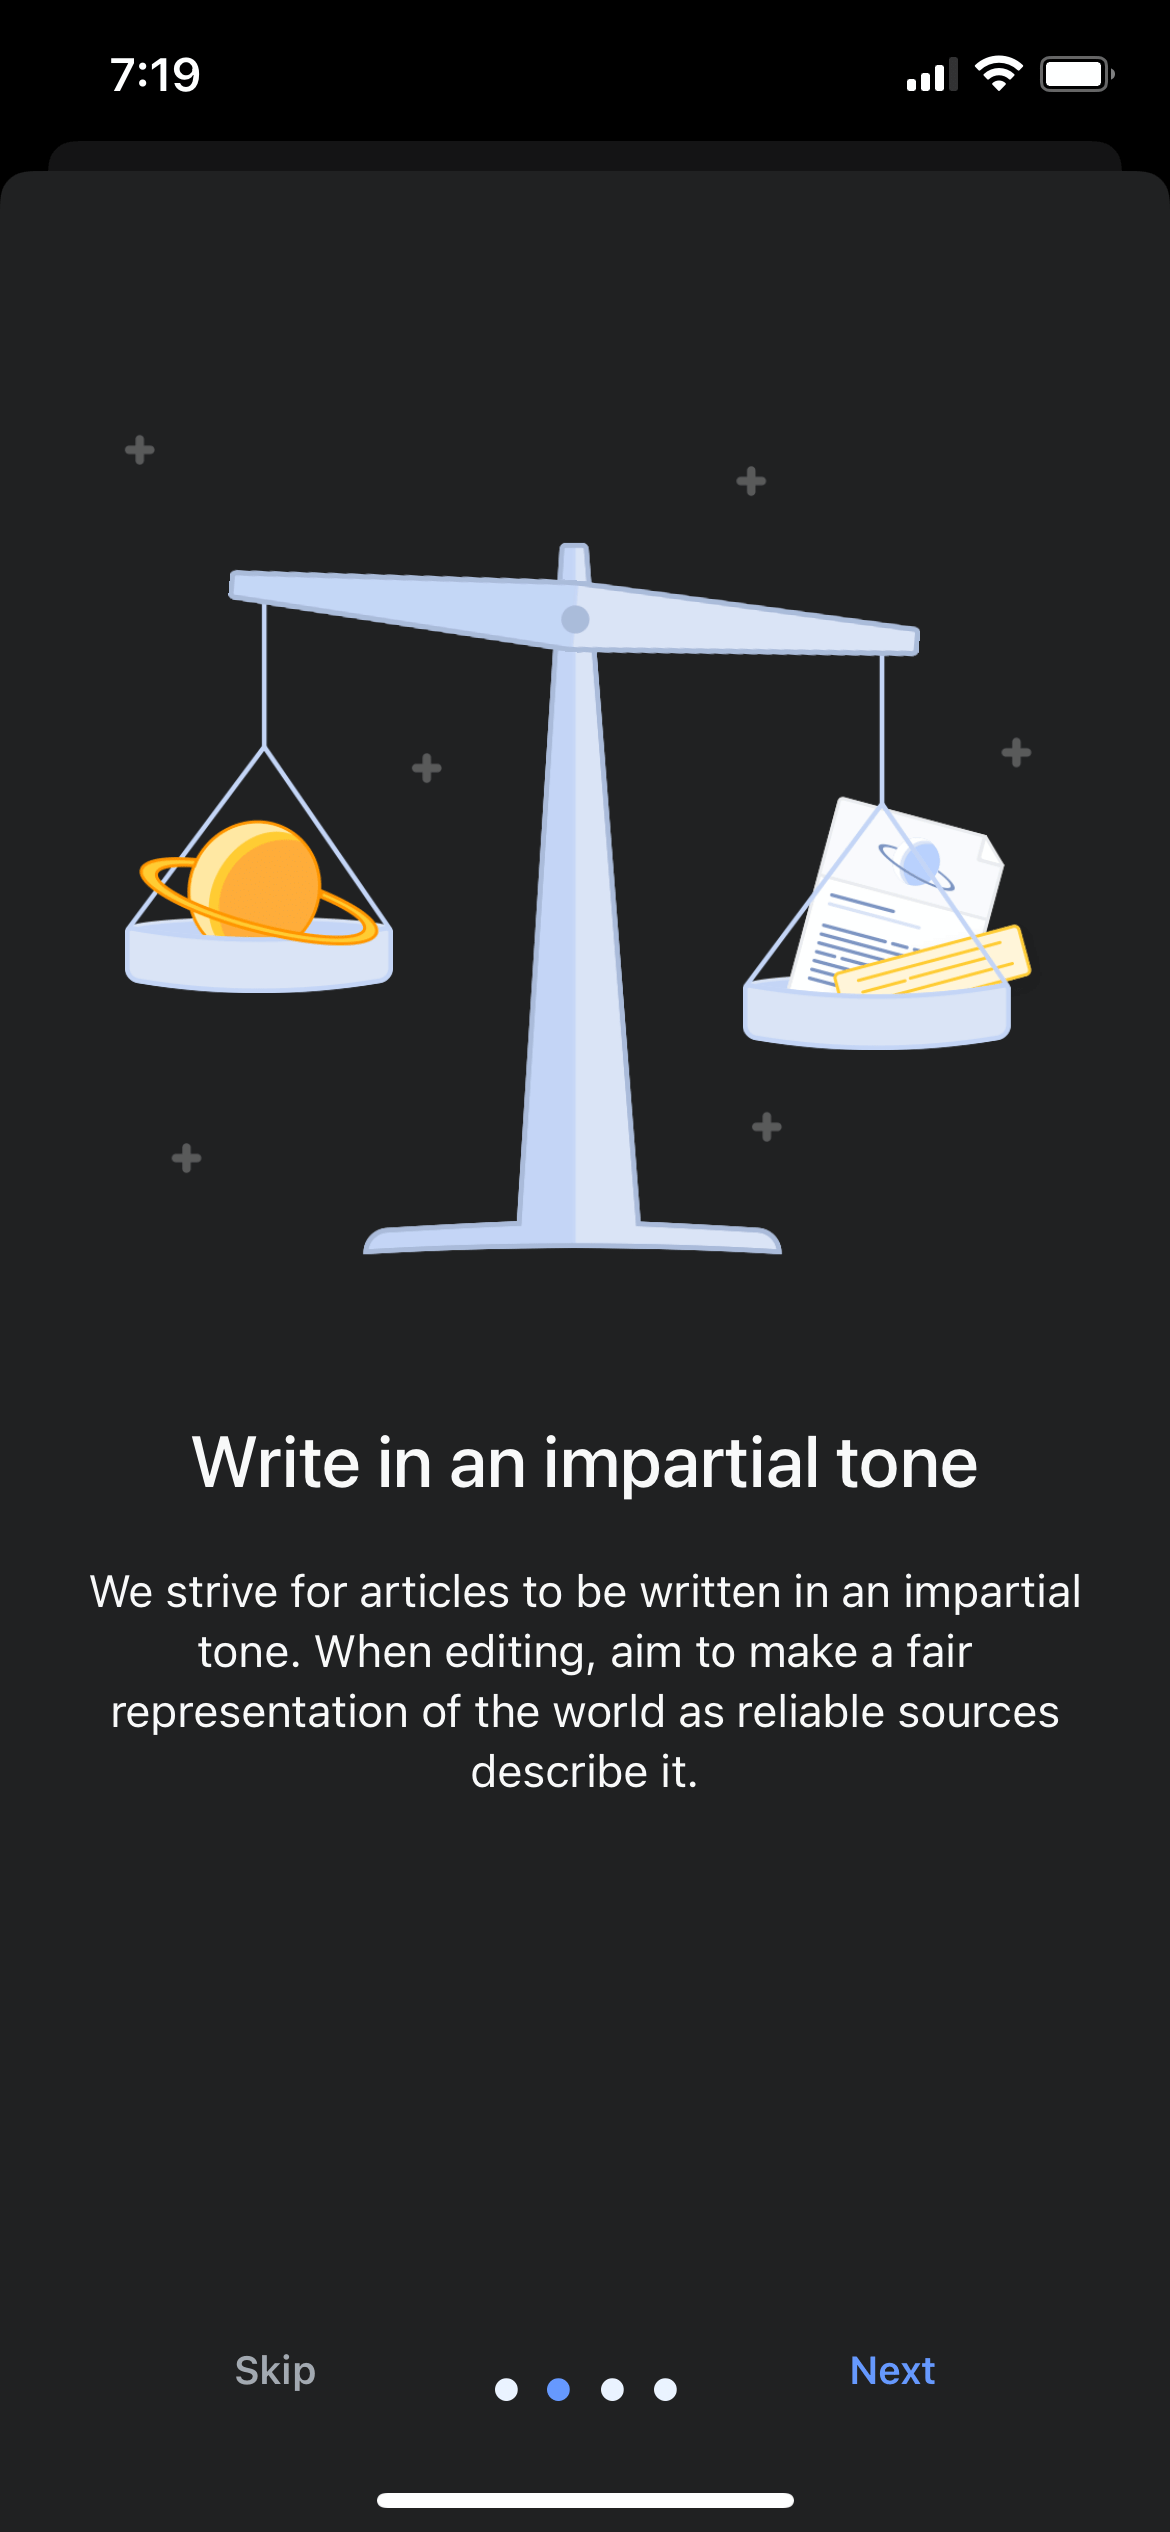 7:19
Write in an impartial tone
We strive for articles to be written in an impartial
tone. When editing, aim to make a fair
representation of the world as reliable sources
describe it.
Skip
Next